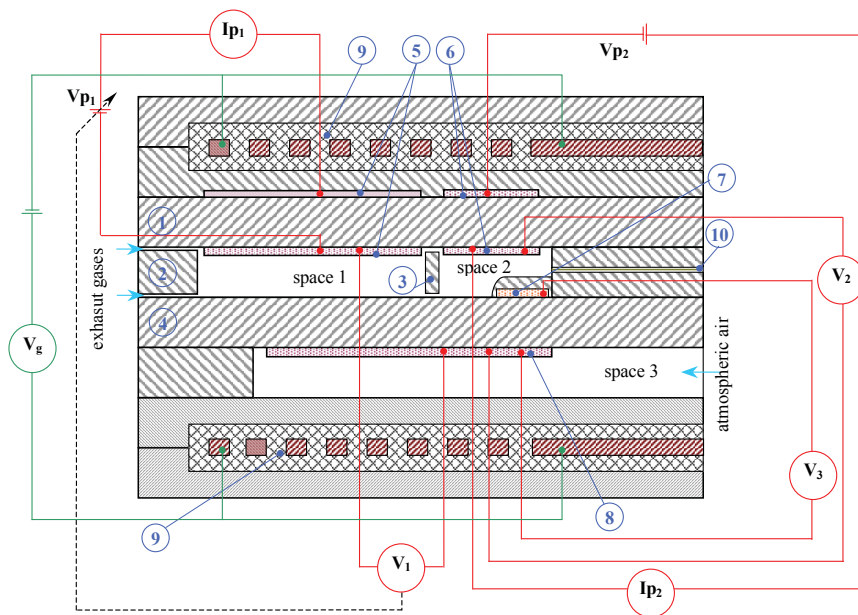 Ip1
9
5
6
Vp2
Vp1
7
1
10
exhasut gases
2
space 1
3
space 2
V2
4
Vg
space 3
atmospheric air
V3
9
8
V1
Ip2